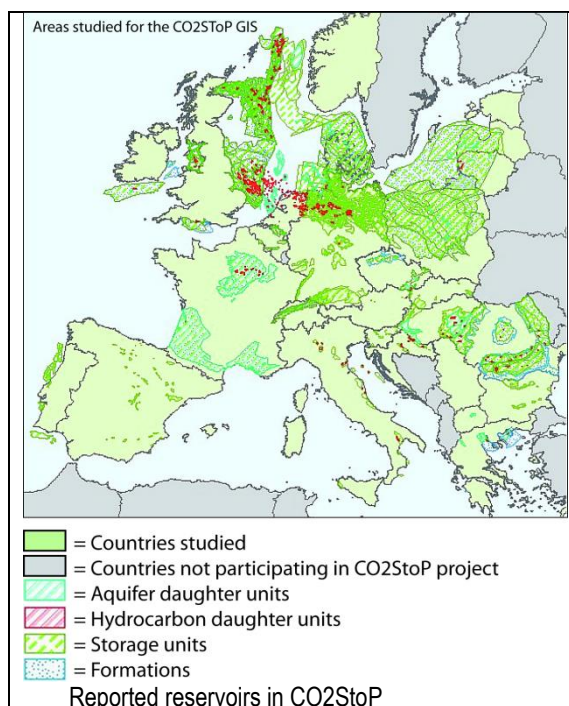 Areas studied for the CO2SToP GIS
= Countries studied
= Countries not participating in CO2StoP project
= Aquifer daughter units
= Hydrocarbon daughter units
= Storage units
= Formations
Reported reservoirs in CO2StoP